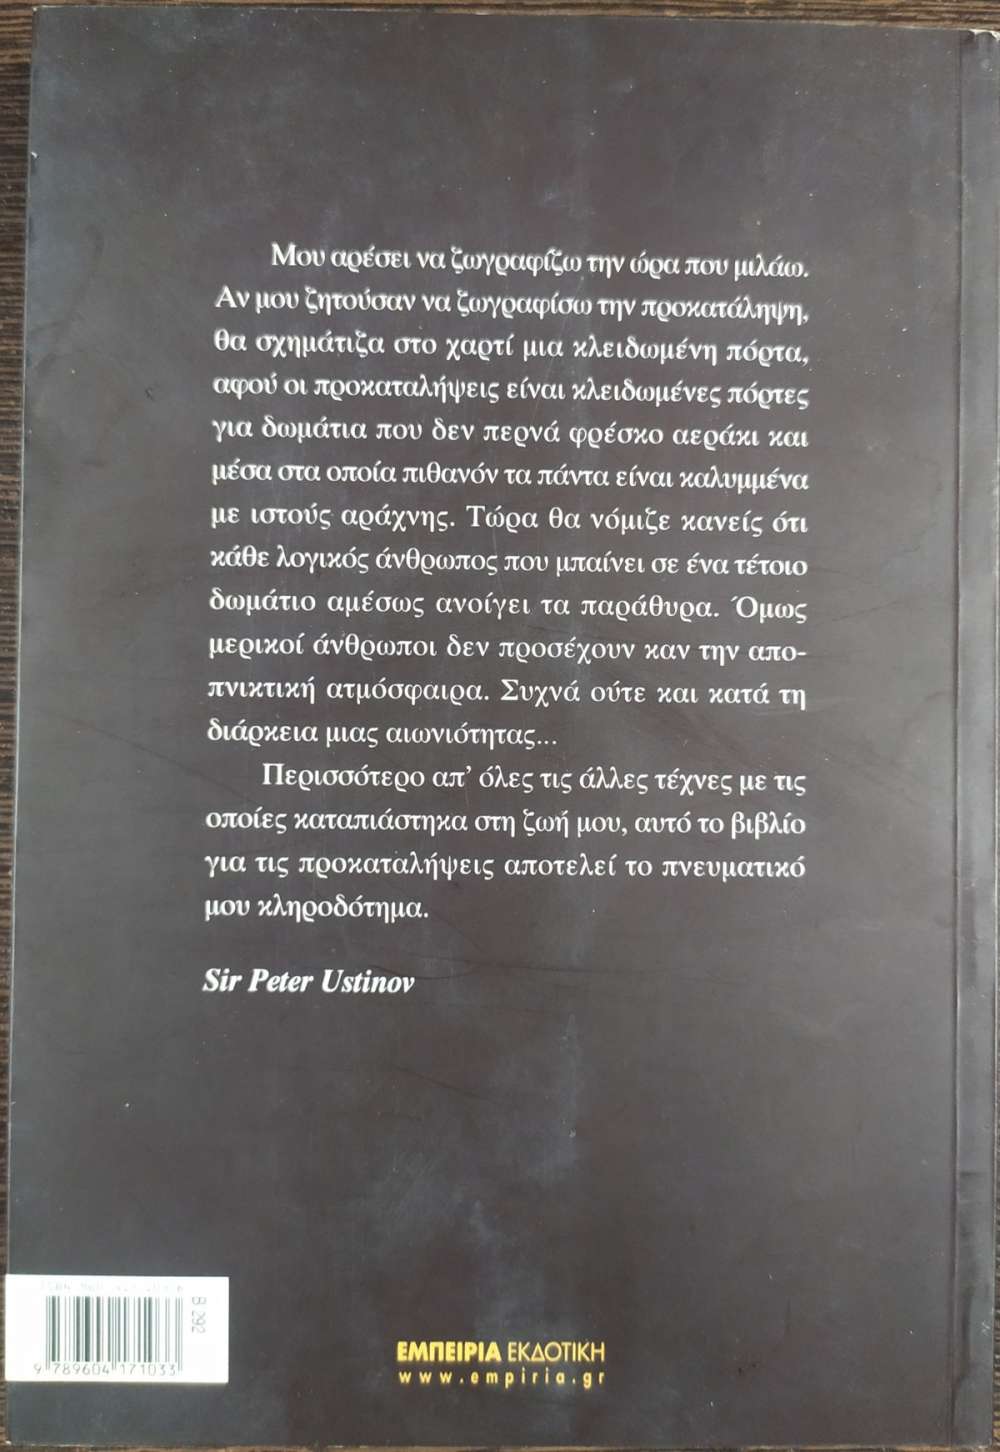 Μου αρέσει να ζωγραφίζω την ώρα που μιλάω.
Αν μου ζητούσαν να ζωγραφίσω την προκατάληψη,
θα σχημάτιζα στο χαρτί μια κλειδωμένη πόρτα,
αφού οι προκαταλήψεις είναι κλειδωμένες πόρτες
για δωμάτια που δεν περνά φρέσκο αεράκι και
μέσα στα οποία πιθανόν τα πάντα είναι καλυμμένα
με ιστούς αράχνης. Τώρα θα νόμιζε κανείς ότι
κάθε λογικός άνθρωπος που μπαίνει σε ένα τέτοιο
δωμάτιο αμέσως ανοίγει τα παράθυρα. Όμως
μερικοί άνθρωποι δεν προσέχουν καν την απο-
πνικτική ατμόσφαιρα. Συχνά ούτε και κατά τη
διάρκεια μιας αιωνιότητας...
Περισσότερο απ' όλες τις άλλες τέχνες με τις
οποίες καταπιάστηκα στη ζωή μου, αυτό το βιβλίο
για τις προκαταλήψεις αποτελεί το πνευματικό
μου κληροδότημα.
Sir Peter Ustinov
B 292
9 789604 171033
ΕΜΠΕΙΡΙΑ ΕΚΔΟΤΙΚΗ
www.empiria.gr